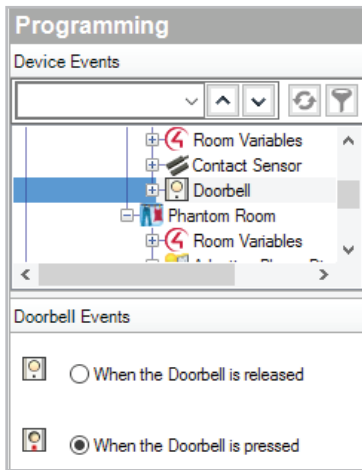 Programming
Device Events
Room Variables
Contact Sensor
Doorbell
Phantom Room
Room Variables
Doorbell Events
When the Doorbell is released
When the Doorbell is pressed